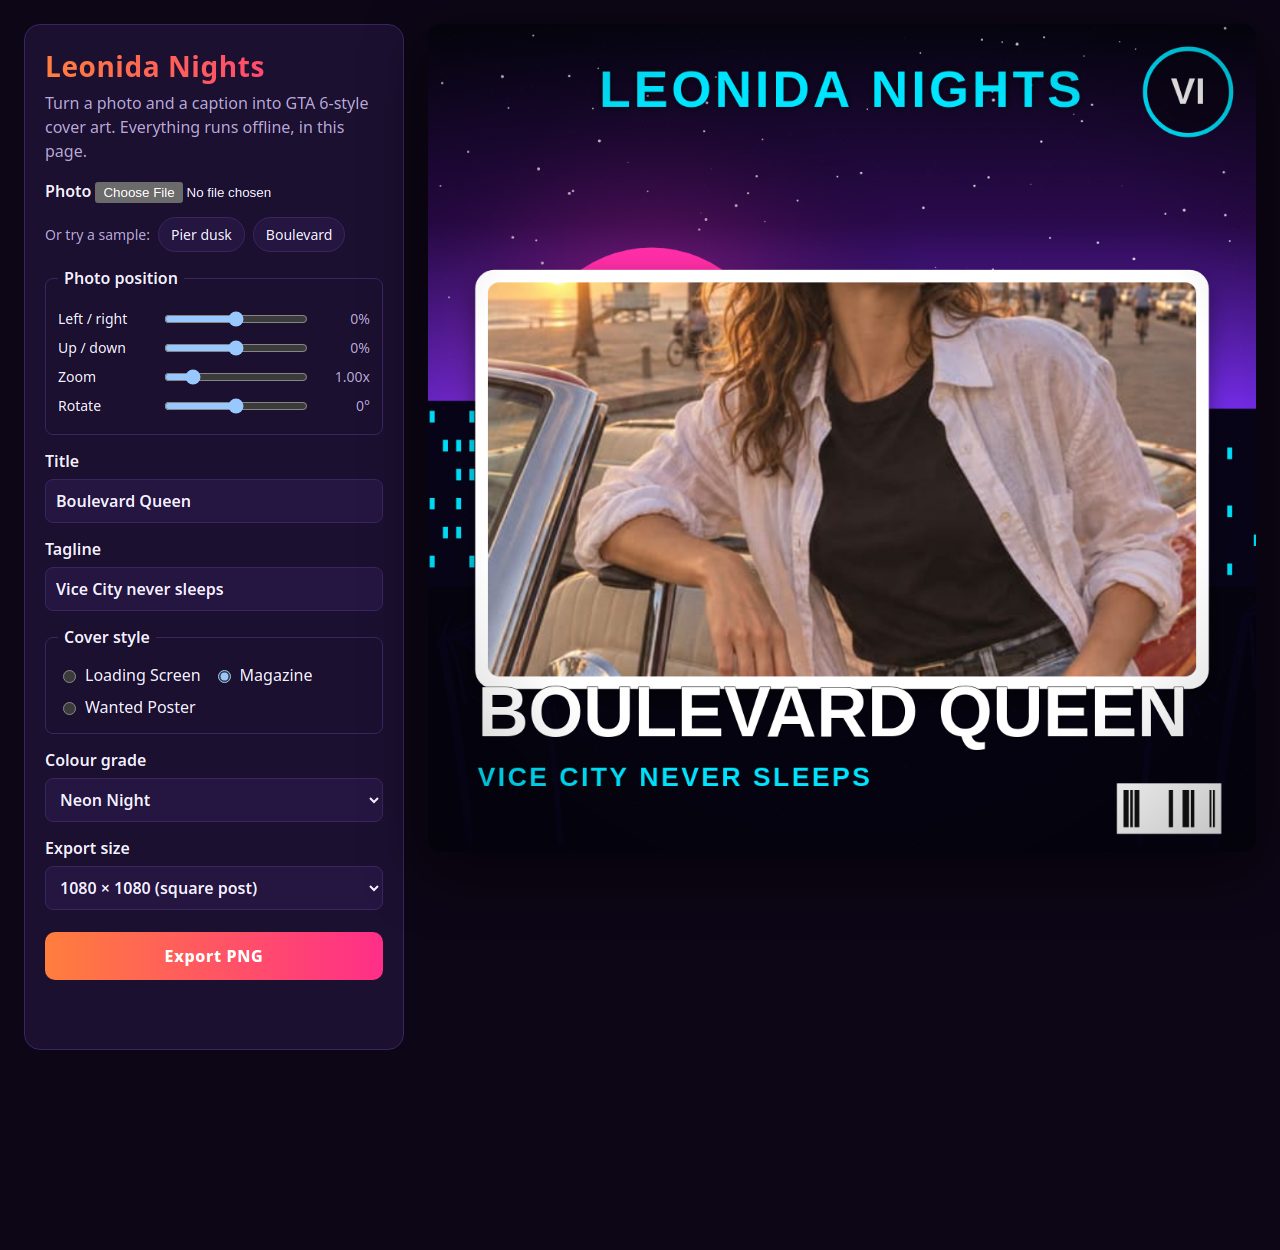 Leonida Nights
Turn a photo and a caption into GTA 6-style
cover art. Everything runs offline, in this
page.
Photo Choose File No file chosen
Or try a sample: Pier dusk Boulevard
Photo position
Left / right 0%
Up / down 0%
Zoom 1.00x
Rotate 0°
Title
Boulevard Queen
Tagline
Vice City never sleeps
Cover style
Loading Screen Magazine
Wanted Poster
Colour grade
Neon Night
Export size
1080 × 1080 (square post)
Export PNG
LEONIDA NIGHTS
VI
BOULEVARD QUEEN
VICE CITY NEVER SLEEPS